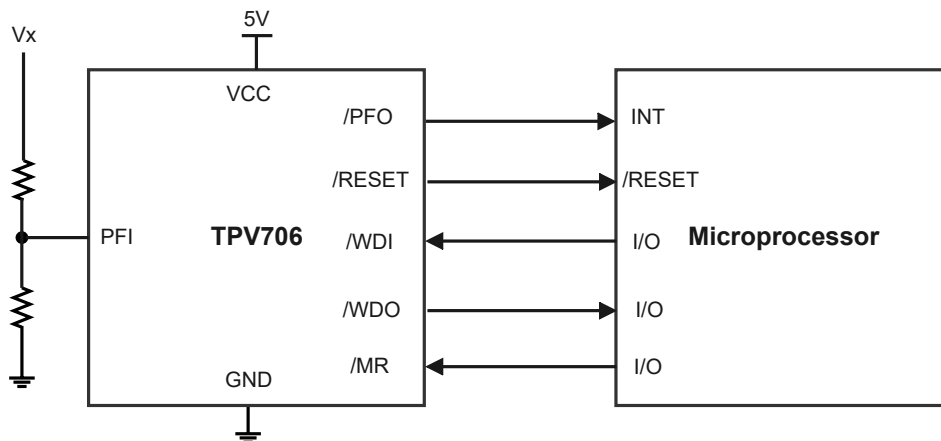 5V
Vx
VCC
/PFO
INT
/RESET
/RESET
PFI
TPV706
/WDI
I/O
Microprocessor
/WDO
I/O
/MR
I/O
GND